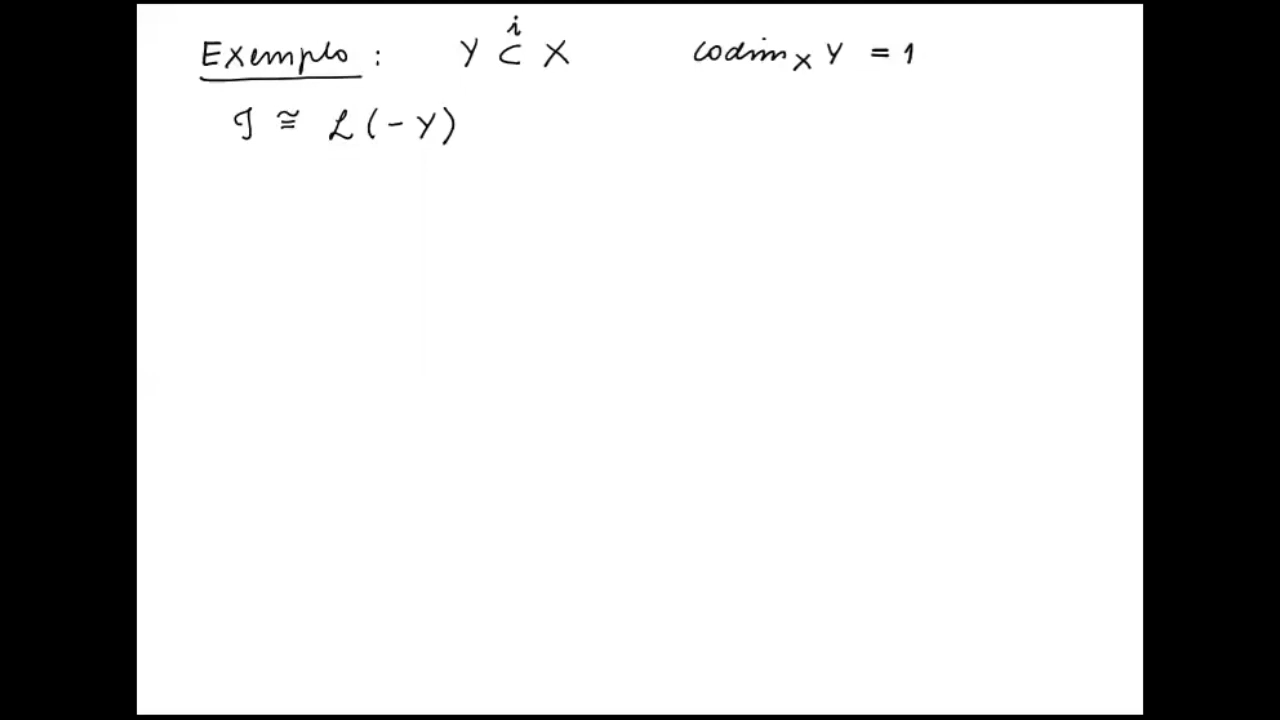 Exemplo : Y ⊂^i X codim_X Y = 1
ℐ ≅ ℒ(-Y)